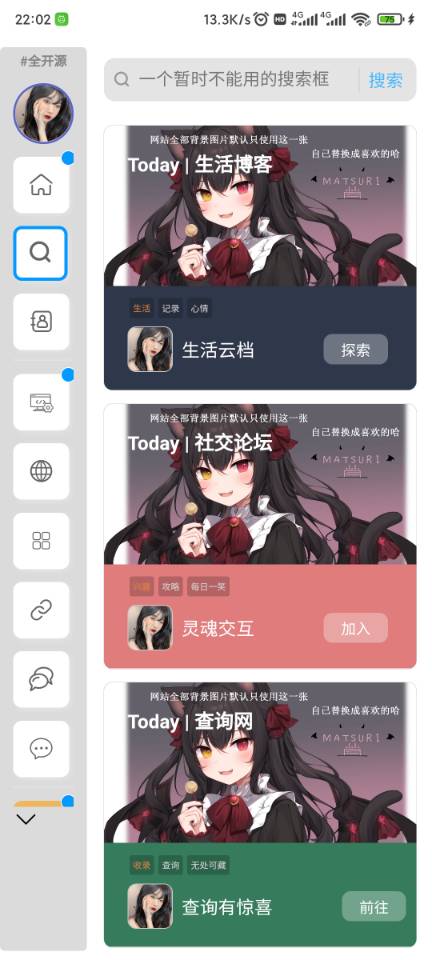 22:02
13.3K/s HD 4G 4G 75
#全开源
一个暂时不能用的搜索框 搜索
网站全部背景图片默认只使用这一张
自己替换成喜欢的哈
Today | 生活博客
MATSURI
生活 记录 心情
生活云档 探索
网站全部背景图片默认只使用这一张
自己替换成喜欢的哈
Today | 社交论坛
MATSURI
兴趣 攻略 每日一笑
灵魂交互 加入
网站全部背景图片默认只使用这一张
自己替换成喜欢的哈
Today | 查询网
MATSURI
收录 查询 无处可藏
查询有惊喜 前往